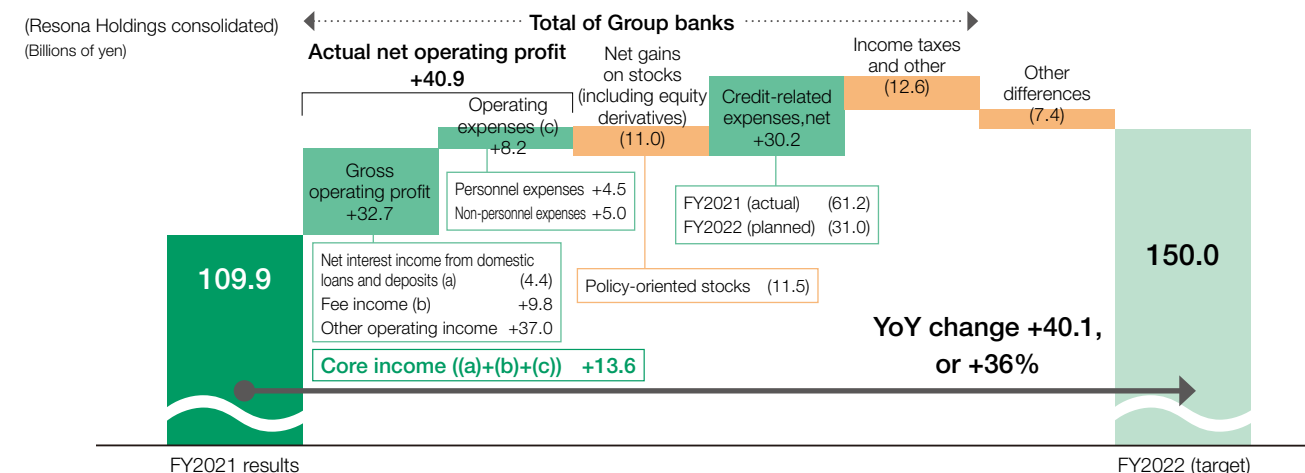 (Resona Holdings consolidated)
(Billions of yen)
Total of Group banks
Actual net operating profit
+40.9
Net gains
on stocks
(including equity
derivatives)
(11.0)
Income taxes
and other
(12.6)
Other
differences
(7.4)
Operating
expenses (c)
+8.2
Credit-related
expenses,net
+30.2
Gross
operating profit
+32.7
Personnel expenses +4.5
Non-personnel expenses +5.0
FY2021 (actual) (61.2)
FY2022 (planned) (31.0)
109.9
Net interest income from domestic
loans and deposits (a) (4.4)
Fee income (b) +9.8
Other operating income +37.0
Policy-oriented stocks (11.5)
150.0
Core income ((a)+(b)+(c)) +13.6
YoY change +40.1,
or +36%
FY2021 results
FY2022 (target)